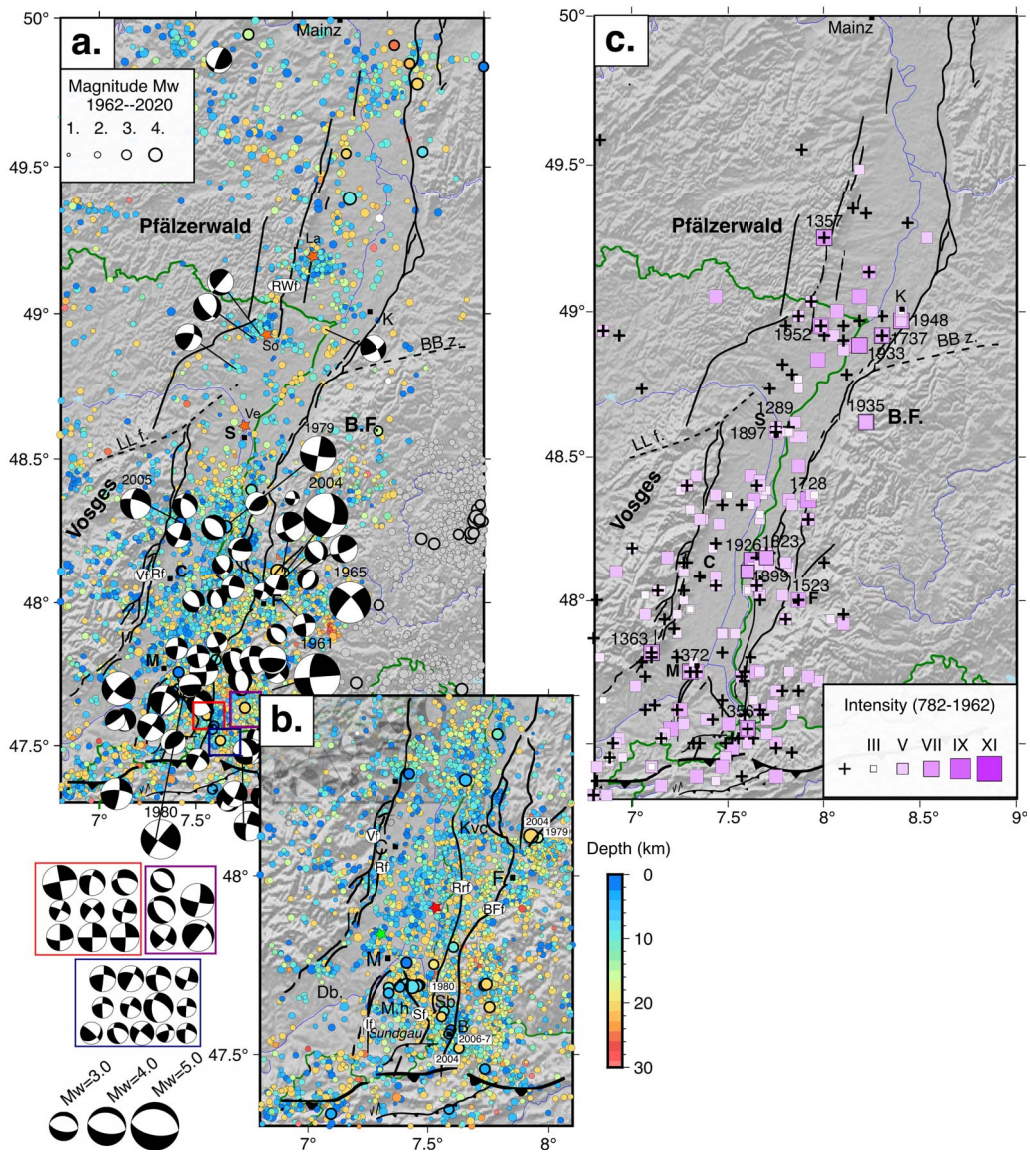 a.
Magnitude Mw
1962--2020
1. 2. 3. 4.
50°
49.5°
49°
48.5°
48°
47.5°
7°
7.5°
Mainz
Pfälzerwald
La
RWf
So
K
BB z.
Ve
S
LL f.
B.F.
Vosges
1979
2005
2004
Vf
Rf
C
F
1965
1961
M
1980
Mw=3.0
Mw=4.0
Mw=5.0
b.
Kvc
2004
1979
Vf
C
Rf
F
Rrf
BFf
M
Db.
1980
M.h
Sb
Sf
If
B
Sundgau
2006-7
2004
48°
47.5°
7°
7.5°
8°
c.
50°
49.5°
49°
48.5°
48°
47.5°
7°
7.5°
8°
8.5°
Mainz
Pfälzerwald
1357
K
1948
1952
1737
1933
BB z.
1289
S
1897
1935
B.F.
LL f.
Vosges
1728
1926
C
1899
1523
F
1363
1372
M
1356
Intensity (782-1962)
III V VII IX XI
Depth (km)
0
10
20
30